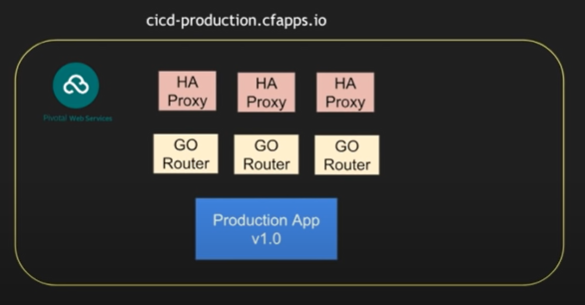 cicd-production.cfapps.io
Pivotal Web Services
HA HA HA
Proxy Proxy Proxy
GO GO GO
Router Router Router
Production App
v1.0